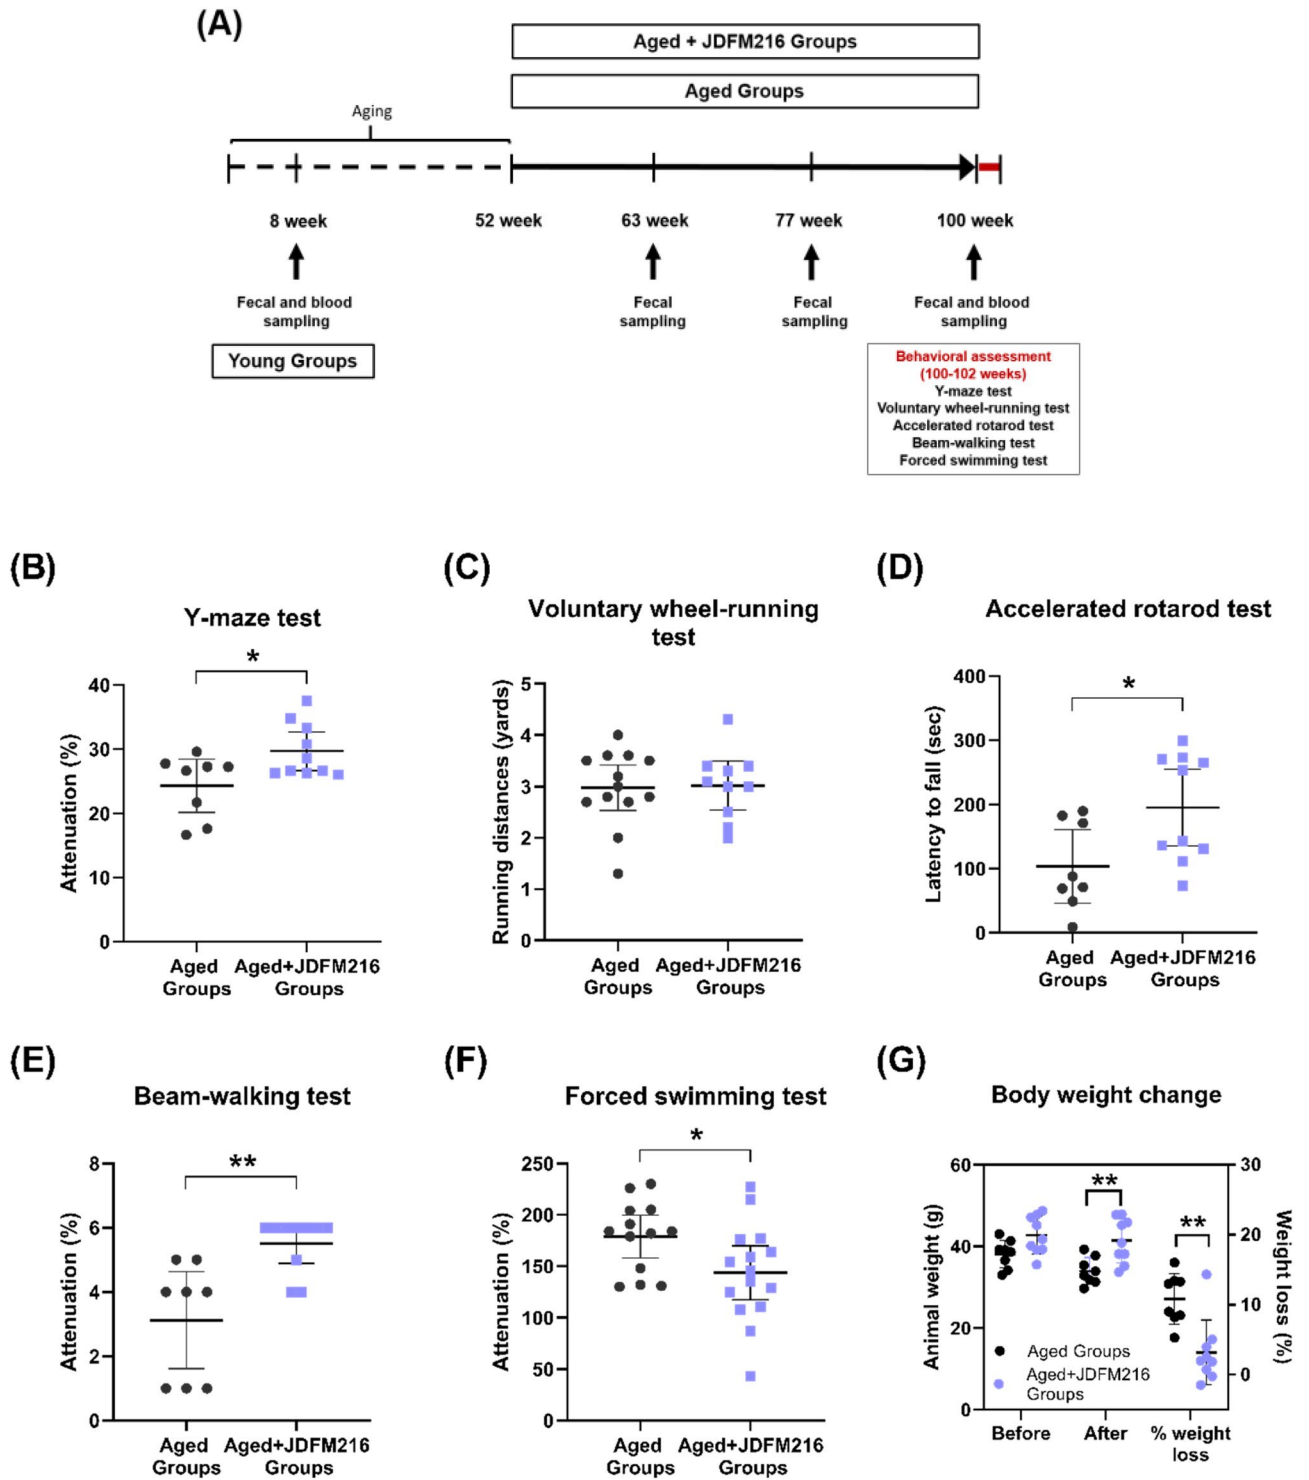 (A)
Aged + JDFM216 Groups
Aged Groups
Aging
8 week
52 week
63 week
77 week
100 week
Fecal and blood
sampling
Fecal
sampling
Fecal
sampling
Fecal and blood
sampling
Young Groups
Behavioral assessment
(100-102 weeks)
Y-maze test
Voluntary wheel-running test
Accelerated rotarod test
Beam-walking test
Forced swimming test
(B)
Y-maze test
*
Attenuation (%)
40
30
20
10
0
Aged
Groups
Aged+JDFM216
Groups
(C)
Voluntary wheel-running
test
Running distances (yards)
5
4
3
2
1
0
Aged
Groups
Aged+JDFM216
Groups
(D)
Accelerated rotarod test
*
Latency to fall (sec)
400
300
200
100
0
Aged
Groups
Aged+JDFM216
Groups
(E)
Beam-walking test
**
Attenuation (%)
8
6
4
2
0
Aged
Groups
Aged+JDFM216
Groups
(F)
Forced swimming test
*
Attenuation (%)
250
200
150
100
50
0
Aged
Groups
Aged+JDFM216
Groups
(G)
Body weight change
**
**
Animal weight (g)
60
40
20
0
Weight loss (%)
30
20
10
0
Aged Groups
Aged+JDFM216
Groups
Before
After
% weight
loss